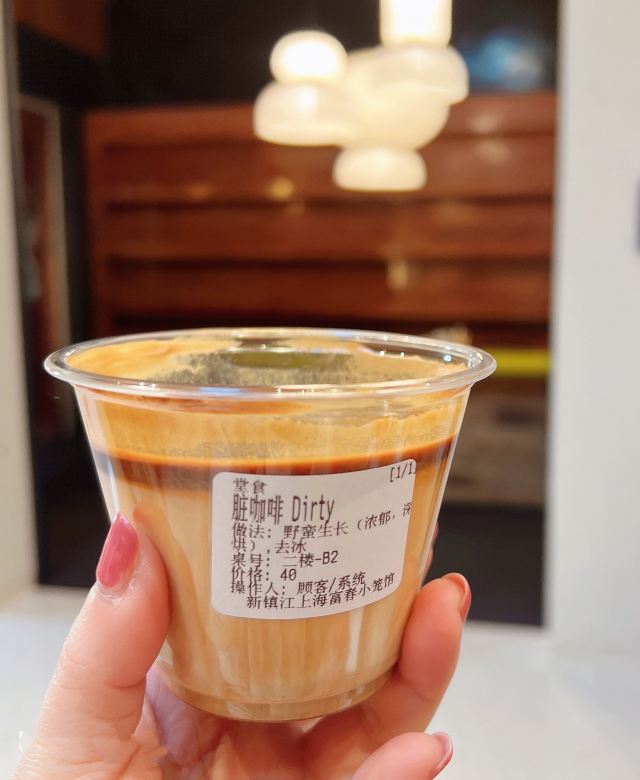 [1/1
堂食
脏咖啡 Dirty
做法: 野蛮生长 (浓郁, 深
烘) ,去冰
桌号: 二楼-B2
价格: 40
操作人: 顾客/系统
新镇江上海富春小笼馆